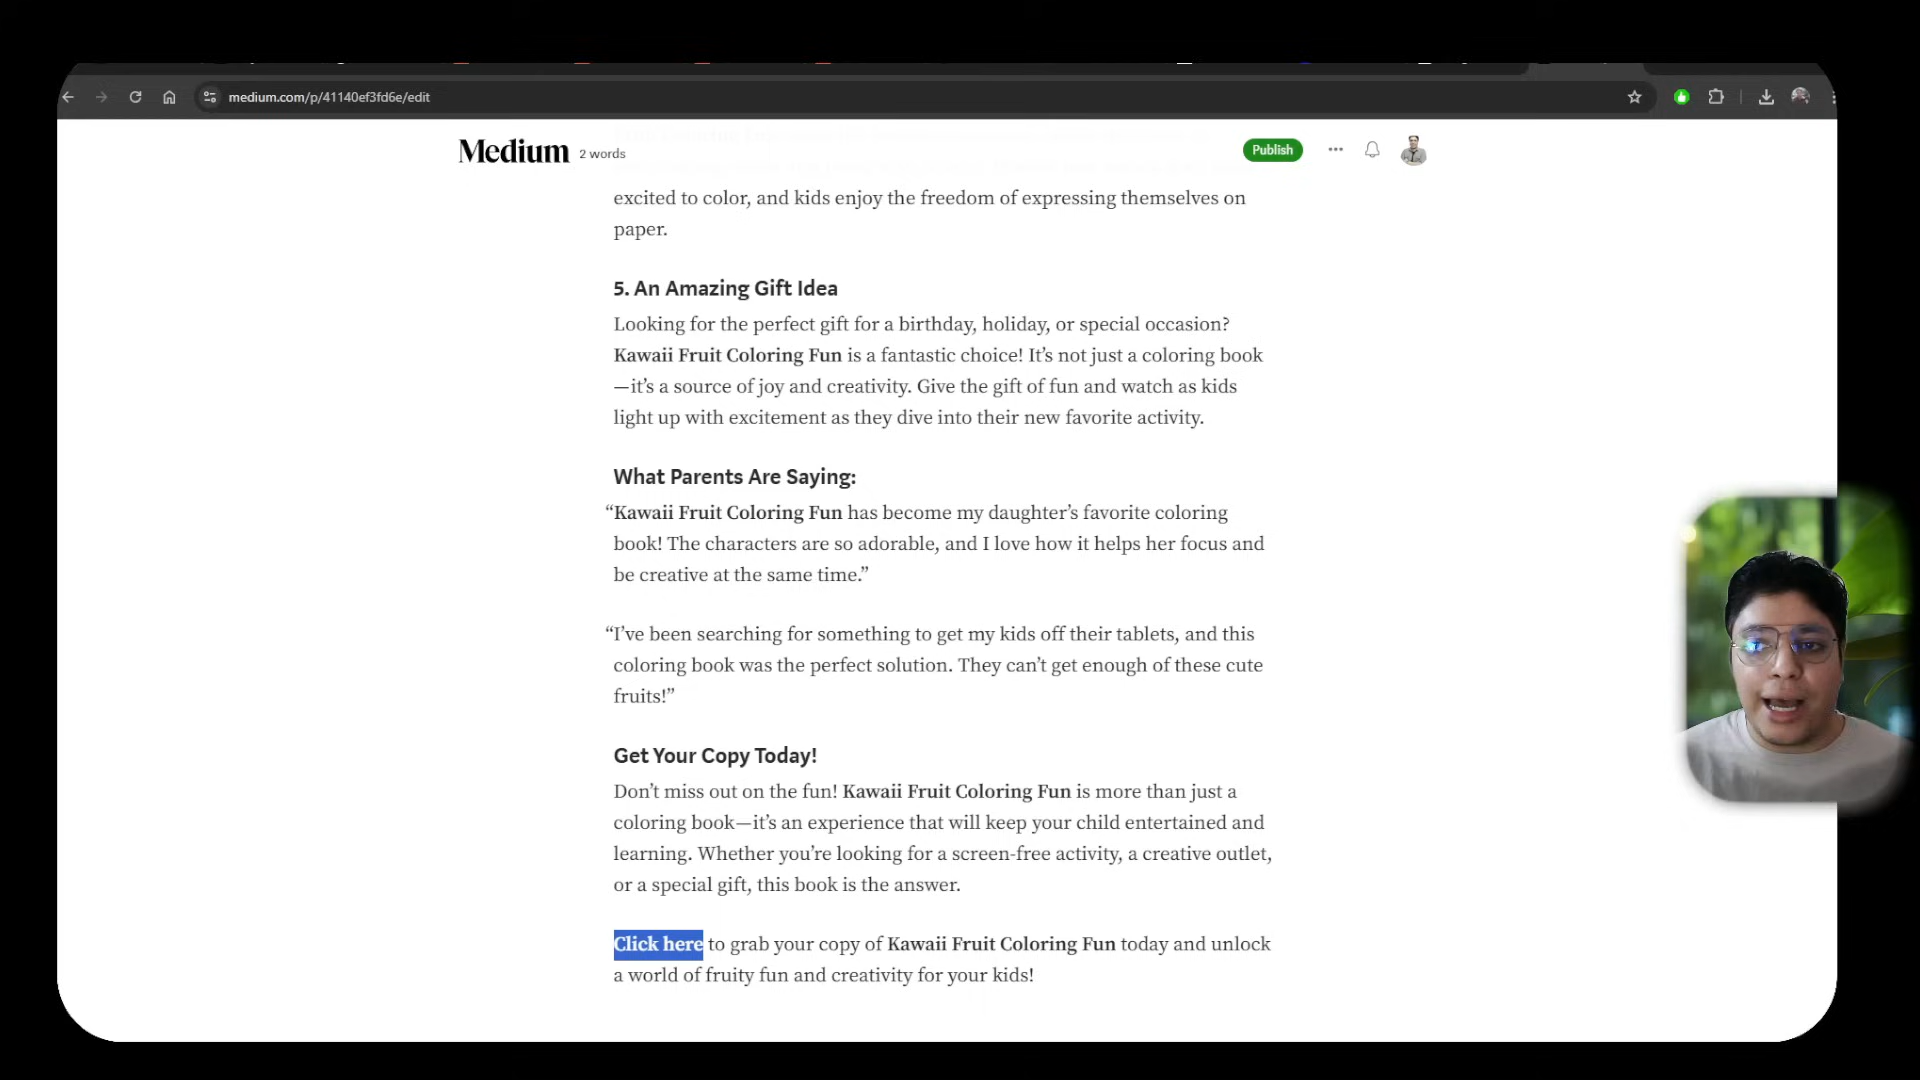 medium.com/p/41140ef3fd6e/edit
Medium 2 words
Publish
excited to color, and kids enjoy the freedom of expressing themselves on
paper.
5. An Amazing Gift Idea
Looking for the perfect gift for a birthday, holiday, or special occasion?
Kawaii Fruit Coloring Fun is a fantastic choice! It’s not just a coloring book
—it’s a source of joy and creativity. Give the gift of fun and watch as kids
light up with excitement as they dive into their new favorite activity.
What Parents Are Saying:
“Kawaii Fruit Coloring Fun has become my daughter’s favorite coloring
book! The characters are so adorable, and I love how it helps her focus and
be creative at the same time.”
“I’ve been searching for something to get my kids off their tablets, and this
coloring book was the perfect solution. They can’t get enough of these cute
fruits!”
Get Your Copy Today!
Don’t miss out on the fun! Kawaii Fruit Coloring Fun is more than just a
coloring book—it’s an experience that will keep your child entertained and
learning. Whether you’re looking for a screen-free activity, a creative outlet,
or a special gift, this book is the answer.
Click here to grab your copy of Kawaii Fruit Coloring Fun today and unlock
a world of fruity fun and creativity for your kids!